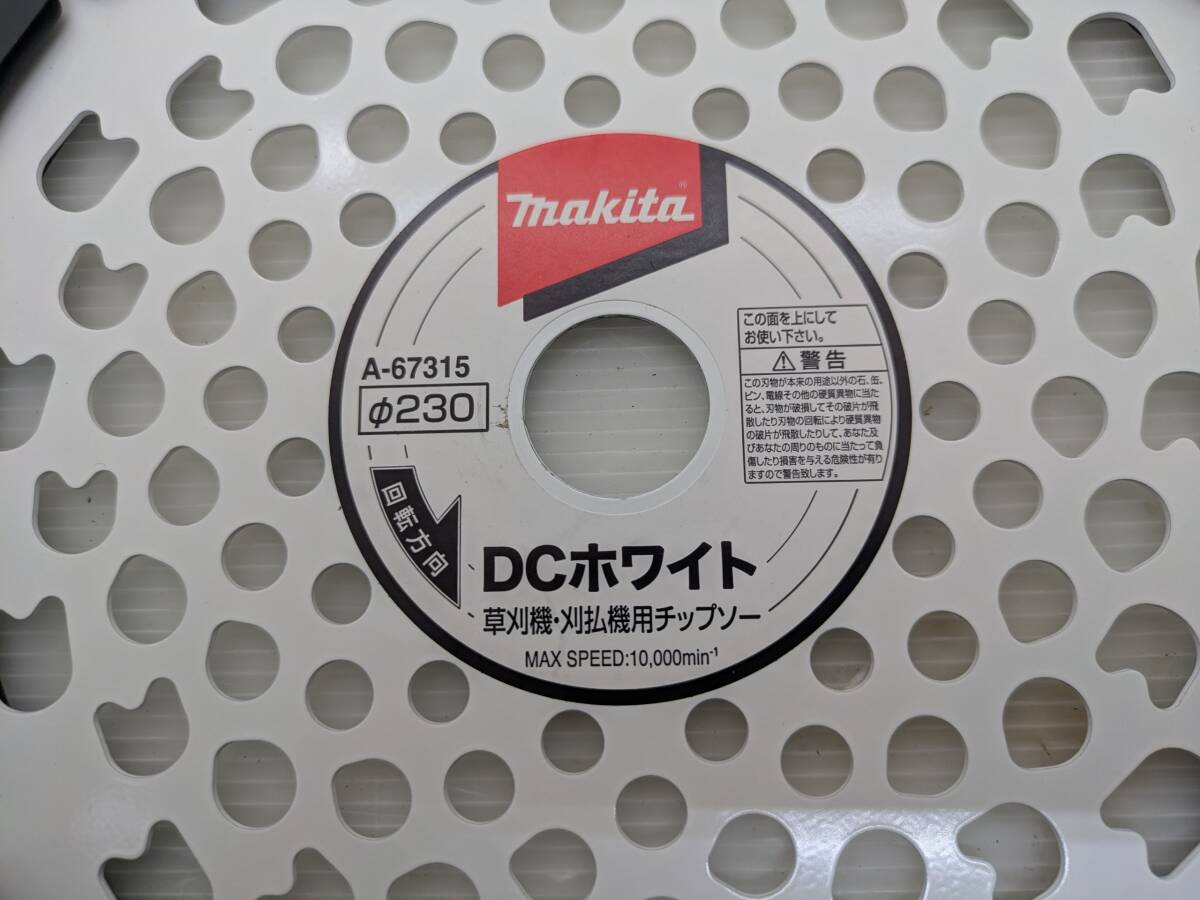 makita®
A-67315
φ230
回転方向
この面を上にして
お使い下さい。
⚠警告
この刃物が本来の用途以外の石、缶、
ビン、電線その他の硬質異物に当た
ると、刃物が破損してその破片が飛
散したり刃物の回転により硬質異物
の破片が飛散したりして、あなた及
びあなたの周りのものに当たって負
傷したり損害を与える危険性が有り
ますので警告致します。
DCホワイト
草刈機・刈払機用チップソー
MAX SPEED:10,000min⁻¹